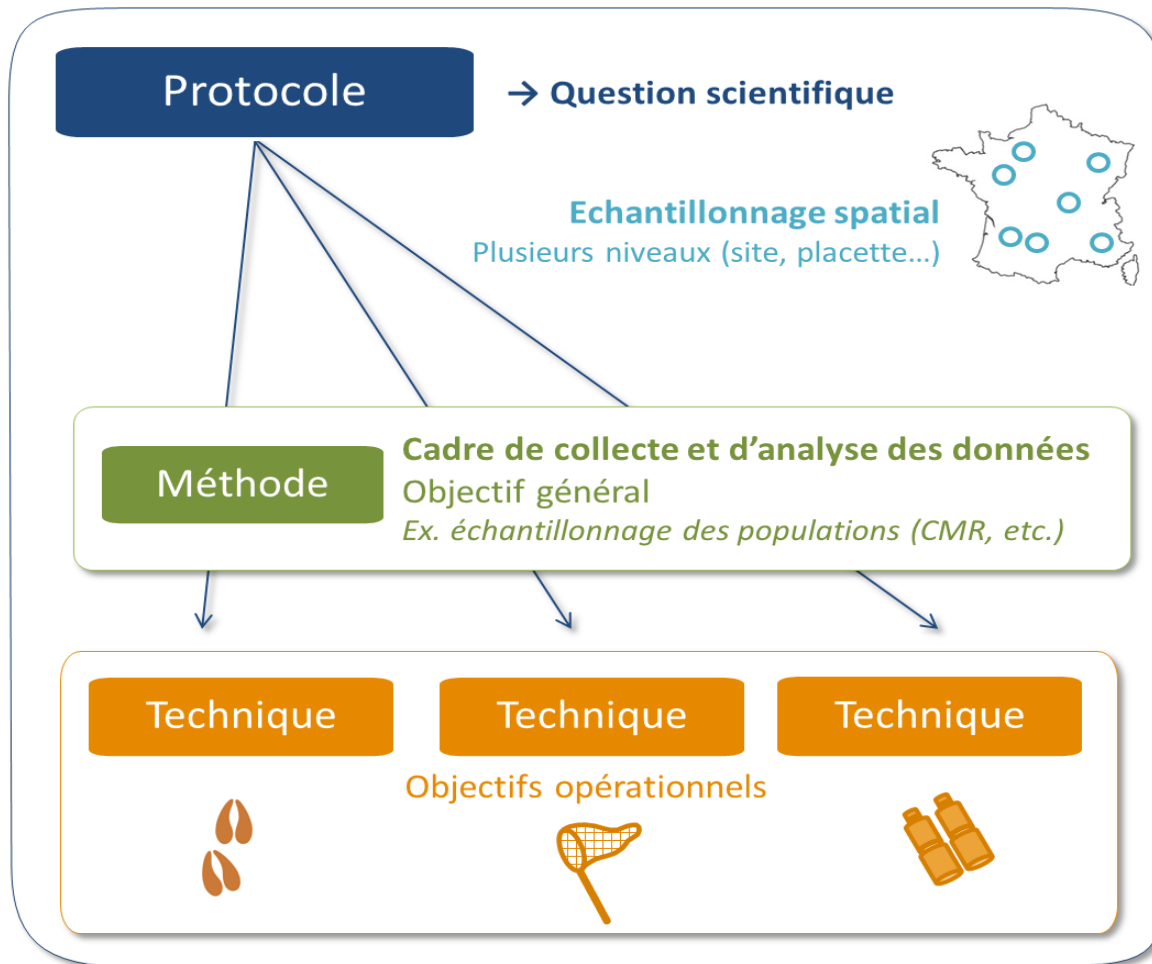 Protocole
→ Question scientifique
Echantillonnage spatial
Plusieurs niveaux (site, placette...)
Méthode
Cadre de collecte et d’analyse des données
Objectif général
Ex. échantillonnage des populations (CMR, etc.)
Technique
Technique
Technique
Objectifs opérationnels